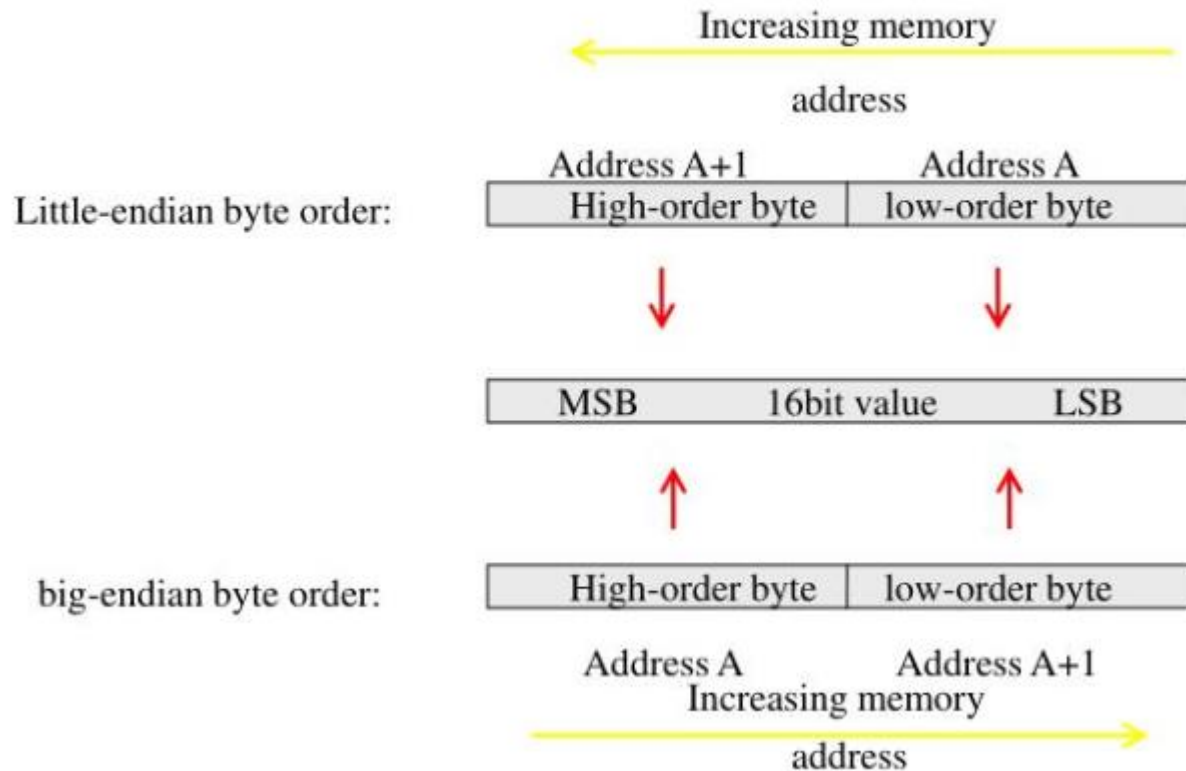 Increasing memory
address
Address A+1 Address A
Little-endian byte order: High-order byte low-order byte
MSB 16bit value LSB
big-endian byte order: High-order byte low-order byte
Address A Address A+1
Increasing memory
address